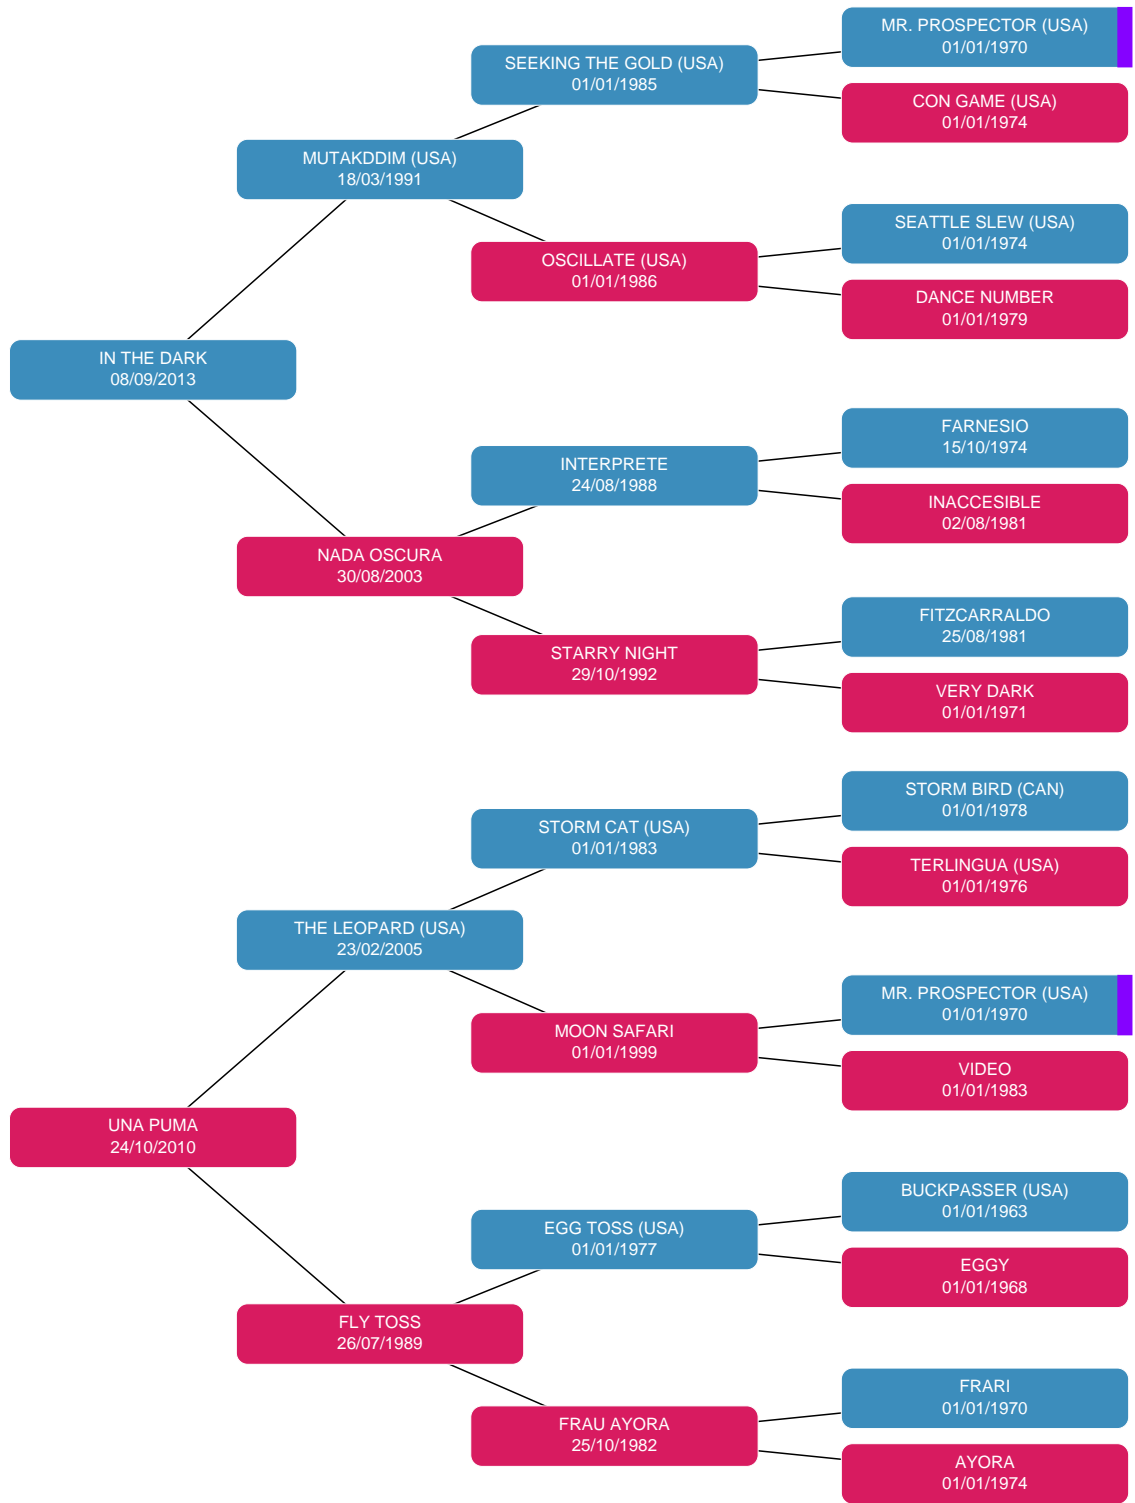 MR. PROSPECTOR (USA)
01/01/1970
SEEKING THE GOLD (USA)
01/01/1985
CON GAME (USA)
01/01/1974
MUTAKDDIM (USA)
18/03/1991
SEATTLE SLEW (USA)
01/01/1974
OSCILLATE (USA)
01/01/1986
DANCE NUMBER
01/01/1979
IN THE DARK
08/09/2013
FARNESIO
15/10/1974
INTERPRETE
24/08/1988
INACCESIBLE
02/08/1981
NADA OSCURA
30/08/2003
FITZCARRALDO
25/08/1981
STARRY NIGHT
29/10/1992
VERY DARK
01/01/1971
STORM BIRD (CAN)
01/01/1978
STORM CAT (USA)
01/01/1983
TERLINGUA (USA)
01/01/1976
THE LEOPARD (USA)
23/02/2005
MR. PROSPECTOR (USA)
01/01/1970
MOON SAFARI
01/01/1999
VIDEO
01/01/1983
UNA PUMA
24/10/2010
BUCKPASSER (USA)
01/01/1963
EGG TOSS (USA)
01/01/1977
EGGY
01/01/1968
FLY TOSS
26/07/1989
FRARI
01/01/1970
FRAU AYORA
25/10/1982
AYORA
01/01/1974